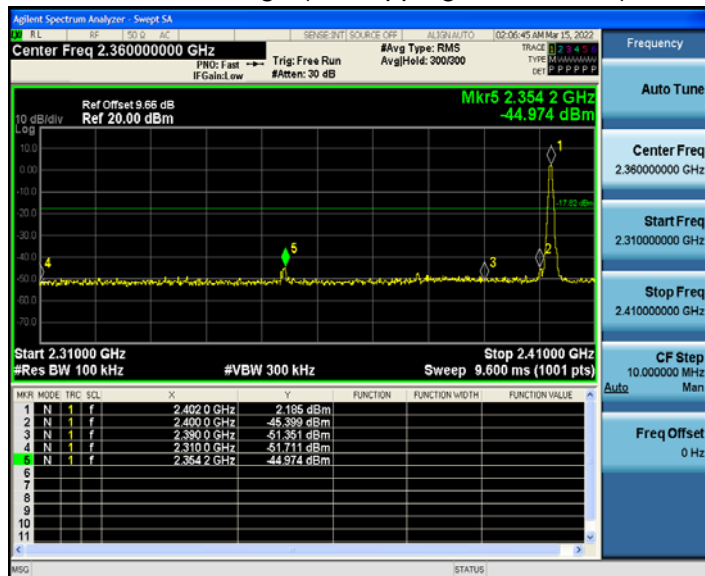 Agilent Spectrum Analyzer - Swept SA
RL RF 50 Ω AC SENSE:INT SOURCE OFF ALIGN AUTO 02:06:45 AM Mar 15, 2022
Center Freq 2.360000000 GHz #Avg Type: RMS TRACE 1 2 3 4 5 6 Frequency
PNO: Fast Trig: Free Run Avg|Hold: 300/300 TYPE M
IFGain:Low #Atten: 30 dB DET P P P P P P
Auto Tune
Ref Offset 9.66 dB Mkr5 2.354 2 GHz
10 dB/div Ref 20.00 dBm -44.974 dBm
Log
10.0 1
Center Freq
2.360000000 GHz
0.00
-10.0
-17.82 dBm
-20.0
Start Freq
2.310000000 GHz
-30.0
-40.0 4 5 3 2
-50.0
Stop Freq
2.410000000 GHz
-60.0
-70.0
Start 2.31000 GHz Stop 2.41000 GHz
#Res BW 100 kHz #VBW 300 kHz Sweep 9.600 ms (1001 pts)
CF Step
10.000000 MHz
Auto Man
MKR MODE TRC SCL X Y FUNCTION FUNCTION WIDTH FUNCTION VALUE
1 N 1 f 2.402 0 GHz 2.185 dBm
2 N 1 f 2.400 0 GHz -45.399 dBm
3 N 1 f 2.390 0 GHz -51.351 dBm
4 N 1 f 2.310 0 GHz -51.711 dBm
5 N 1 f 2.354 2 GHz -44.974 dBm
Freq Offset
0 Hz
6
7
8
9
10
11
MSG STATUS